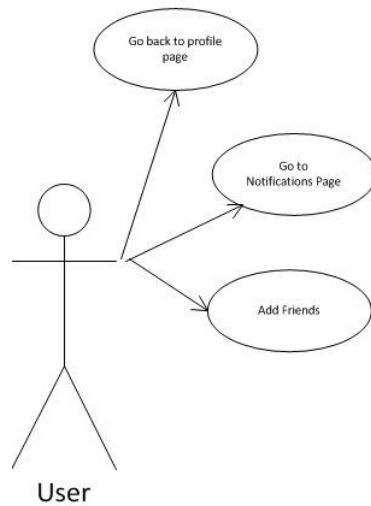 Go back to profile
page
Go to
Notifications Page
Add Friends
User